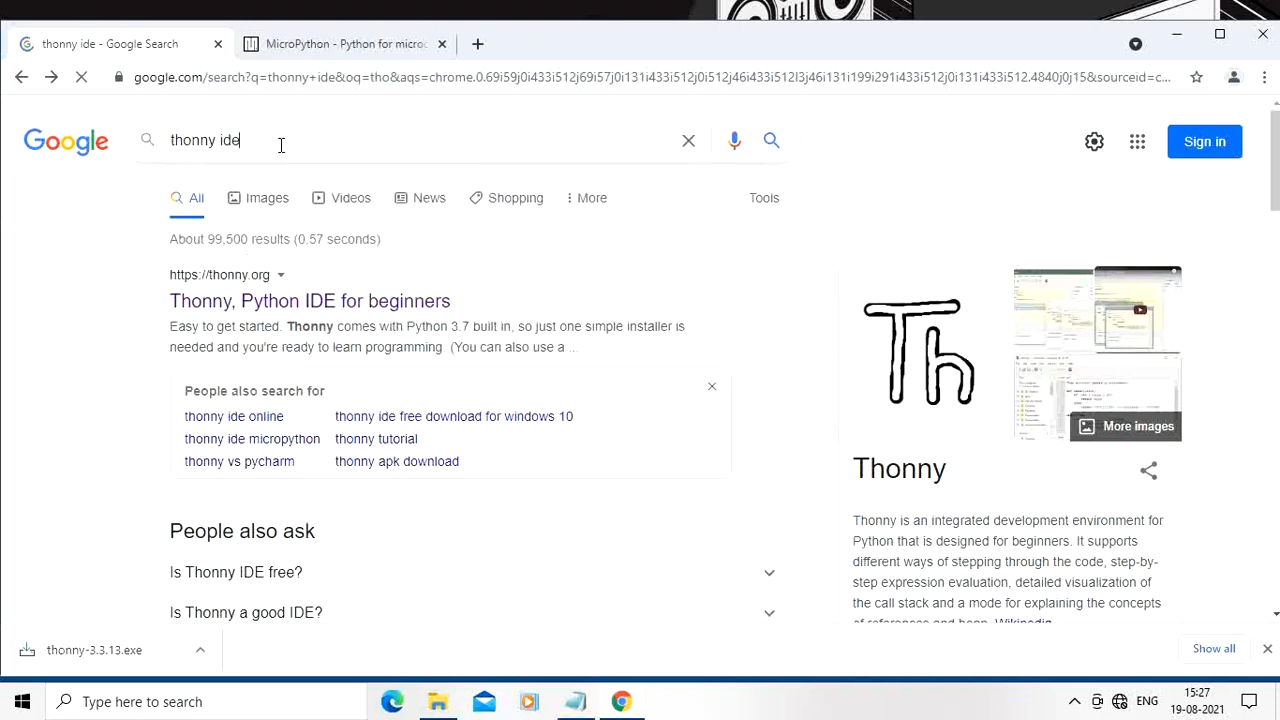 thonny ide - Google Search
MicroPython - Python for microc
google.com/search?q=thonny+ide&oq=tho&aqs=chrome.0.69i59j0i433i512j69i57j0i131i433i512j0i512j46i433i512l3j46i131i199i291i433i512j0i131i433i512.4840j0j15&sourceid=c...
Google
thonny ide
Sign in
All
Images
Videos
News
Shopping
More
Tools
About 99,500 results (0.57 seconds)
https://thonny.org
Thonny, Python IDE for beginners
Easy to get started. Thonny comes with Python 3.7 built in, so just one simple installer is
needed and you're ready to learn programming. (You can also use a ...
People also search for
thonny ide online
free download for windows 10
thonny ide micropython
thonny tutorial
thonny vs pycharm
thonny apk download
People also ask
Is Thonny IDE free?
Is Thonny a good IDE?
Th
More images
Thonny
Thonny is an integrated development environment for
Python that is designed for beginners. It supports
different ways of stepping through the code, step-by-
step expression evaluation, detailed visualization of
the call stack and a mode for explaining the concepts
of references and heap. Wikipedia
thonny-3.3.13.exe
Show all
Type here to search
ENG
15:27
19-08-2021